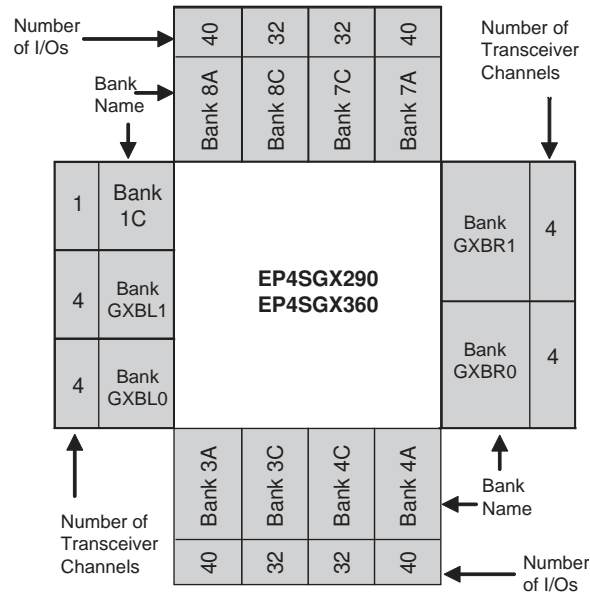 Number
of I/Os
40
32
32
40
Number of
Transceiver
Channels
Bank
Name
Bank 8A
Bank 8C
Bank 7C
Bank 7A
1
Bank
1C
4
Bank
GXBL1
4
Bank
GXBL0
EP4SGX290
EP4SGX360
Bank
GXBR1
4
Bank
GXBR0
4
Bank 3A
Bank 3C
Bank 4C
Bank 4A
Bank
Name
Number of
Transceiver
Channels
40
32
32
40
Number
of I/Os